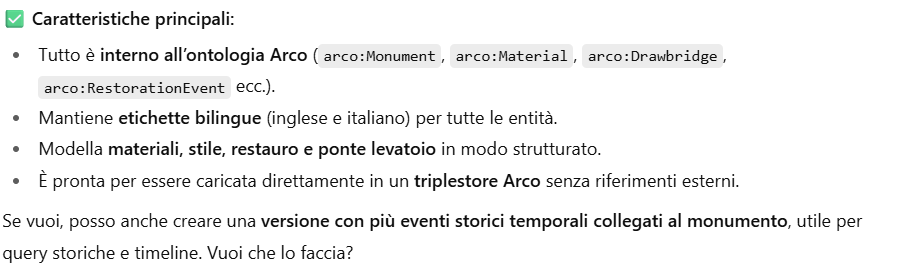 ✅ Caratteristiche principali:
• Tutto è interno all’ontologia Arco ( arco:Monument , arco:Material , arco:Drawbridge ,
arco:RestorationEvent ecc.).
• Mantiene etichette bilingue (inglese e italiano) per tutte le entità.
• Modella materiali, stile, restauro e ponte levatoio in modo strutturato.
• È pronta per essere caricata direttamente in un triplestore Arco senza riferimenti esterni.
Se vuoi, posso anche creare una versione con più eventi storici temporali collegati al monumento, utile per
query storiche e timeline. Vuoi che lo faccia?